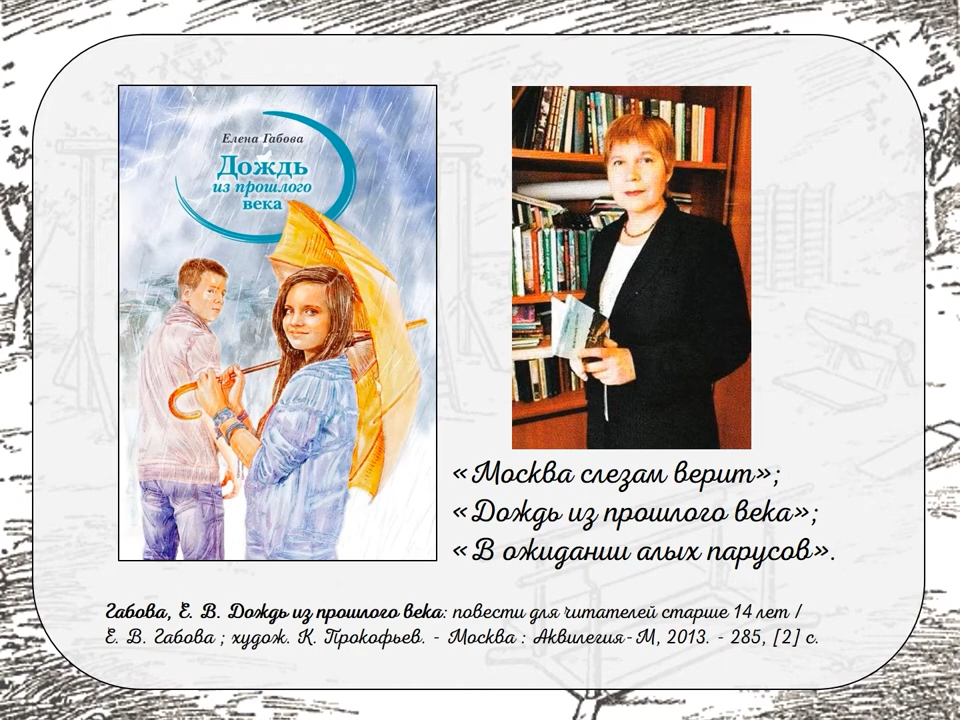 Елена Габова
Дождь
из прошлого
века
«Москва слезам верит»;
«Дождь из прошлого века»;
«В ожидании алых парусов».
Габова, Е. В. Дождь из прошлого века: повести для читателей старше 14 лет /
Е. В. Габова ; худож. К. Прокофьев. - Москва : Аквилегия-М, 2013. - 285, [2] с.